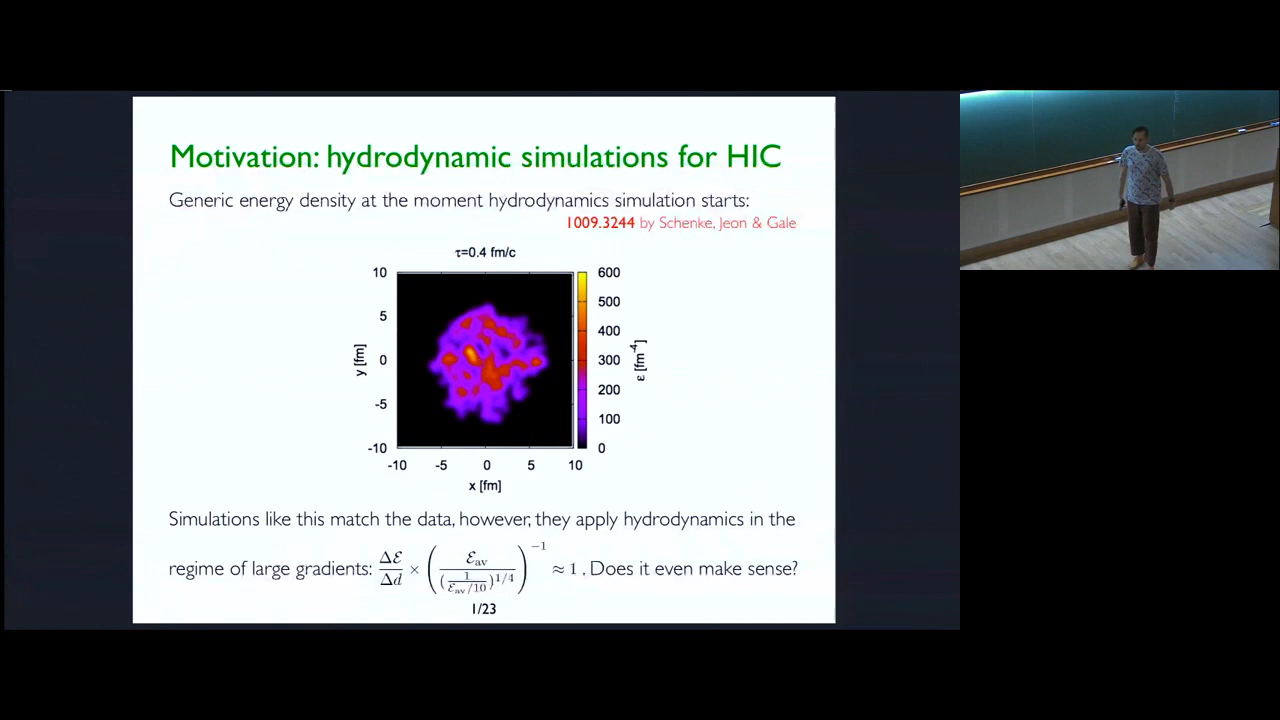 Motivation: hydrodynamic simulations for HIC
Generic energy density at the moment hydrodynamics simulation starts:
1009.3244 by Schenke, Jeon & Gale
τ=0.4 fm/c
10
5
0
-5
-10
y [fm]
-10 -5 0 5 10
x [fm]
600
500
400
300
200
100
0
ε [fm⁻⁴]
Simulations like this match the data, however, they apply hydrodynamics in the
regime of large gradients: Δℰ/Δd × (ℰ_av/(1/(ℰ_av/10))^{1/4})^{-1} ≈ 1 . Does it even make sense?
1/23